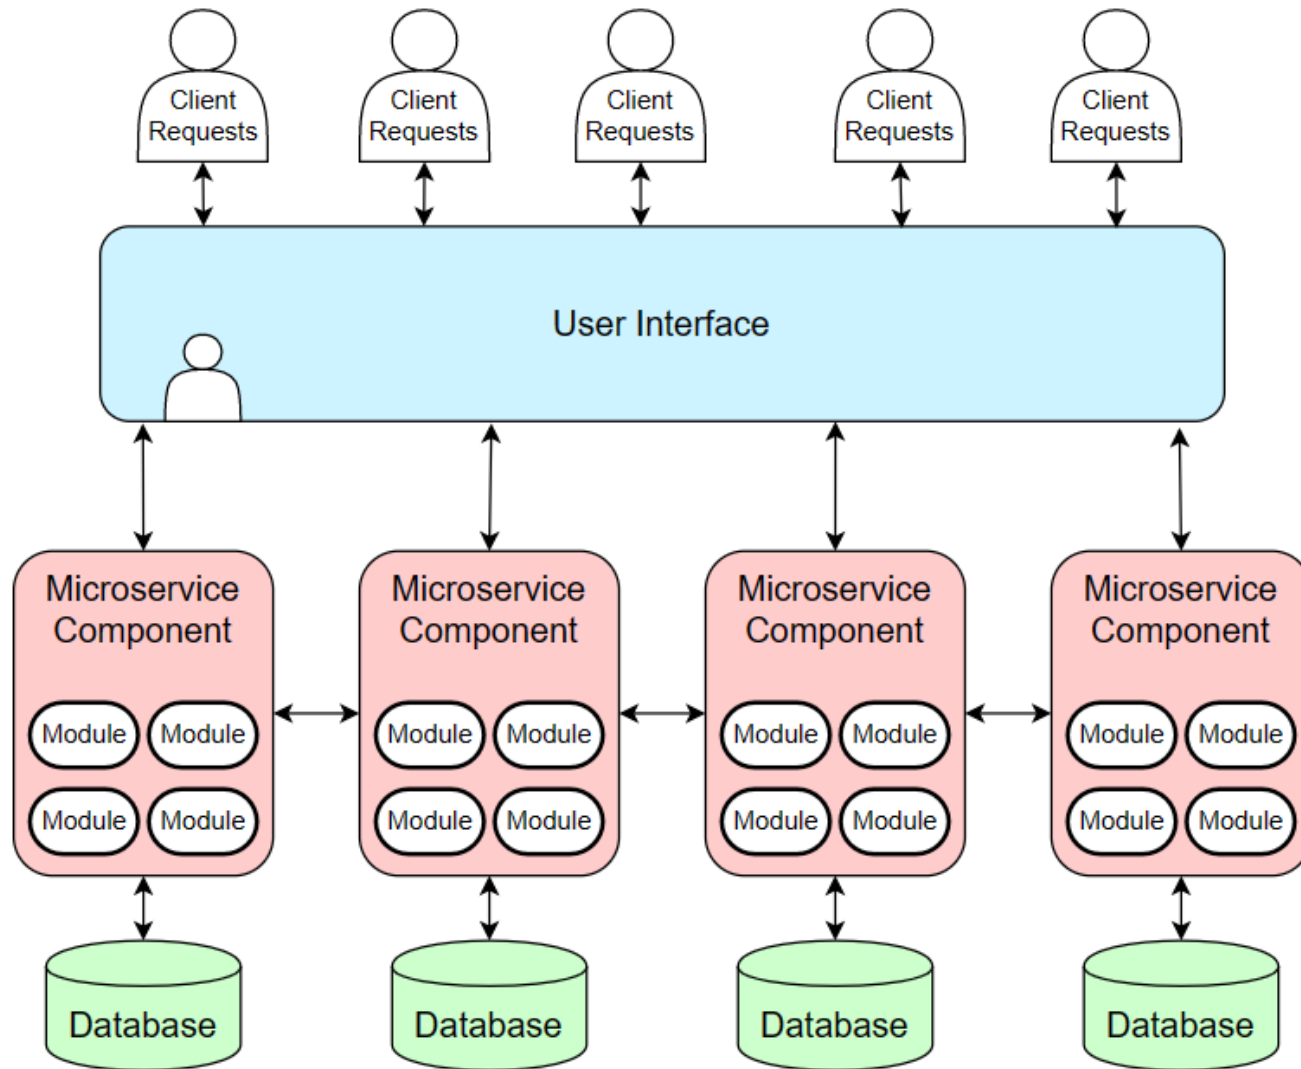 Client Client Client Client Client
Requests Requests Requests Requests Requests
User Interface
Microservice Microservice Microservice Microservice
Component Component Component Component
Module Module Module Module Module Module Module Module
Module Module Module Module Module Module Module Module
Database Database Database Database